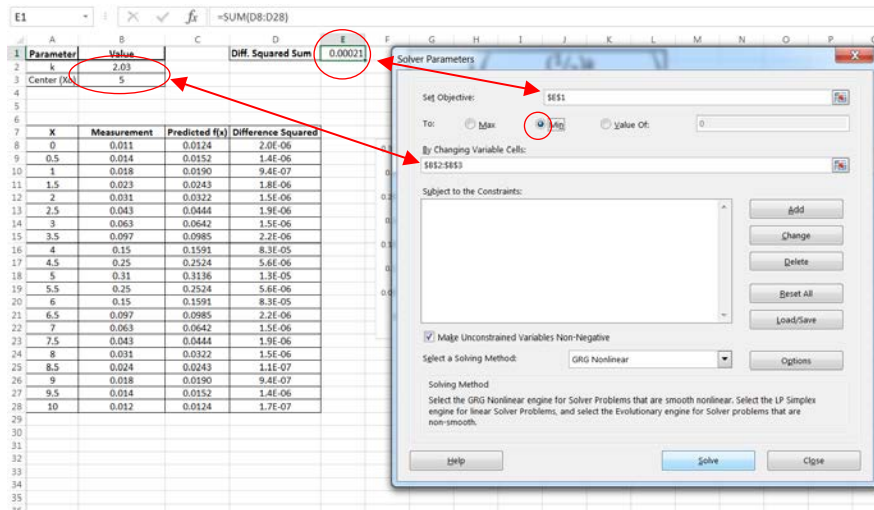 E1 fx =SUM(D8:D28)
A B C D E F G H I J K L M N O P
1 Parameter Value Diff. Squared Sum 0.00021
2 k 2.03
3 Center (Xo) 5
4
5
6
7 X Measurement Predicted f(x) Difference Squared
8 0 0.011 0.0124 2.0E-06
9 0.5 0.014 0.0152 1.4E-06
10 1 0.018 0.0190 9.4E-07
11 1.5 0.023 0.0243 1.8E-06
12 2 0.031 0.0322 1.5E-06
13 2.5 0.043 0.0444 1.9E-06
14 3 0.063 0.0642 1.5E-06
15 3.5 0.097 0.0985 2.2E-06
16 4 0.15 0.1591 8.3E-05
17 4.5 0.25 0.2524 5.6E-06
18 5 0.31 0.3136 1.3E-05
19 5.5 0.25 0.2524 5.6E-06
20 6 0.15 0.1591 8.3E-05
21 6.5 0.097 0.0985 2.2E-06
22 7 0.063 0.0642 1.5E-06
23 7.5 0.043 0.0444 1.9E-06
24 8 0.031 0.0322 1.5E-06
25 8.5 0.024 0.0243 1.1E-07
26 9 0.018 0.0190 9.4E-07
27 9.5 0.014 0.0152 1.4E-06
28 10 0.012 0.0124 1.7E-07
29
30
31
32
33
34
35
Solver Parameters
Set Objective: $E$1
To: Max Min Value Of: 0
By Changing Variable Cells:
$B$2:$B$3
Subject to the Constraints:
Add
Change
Delete
Reset All
Load/Save
Make Unconstrained Variables Non-Negative
Select a Solving Method: GRG Nonlinear Options
Solving Method
Select the GRG Nonlinear engine for Solver Problems that are smooth nonlinear. Select the LP Simplex
engine for linear Solver Problems, and select the Evolutionary engine for Solver problems that are
non-smooth.
Help Solve Close